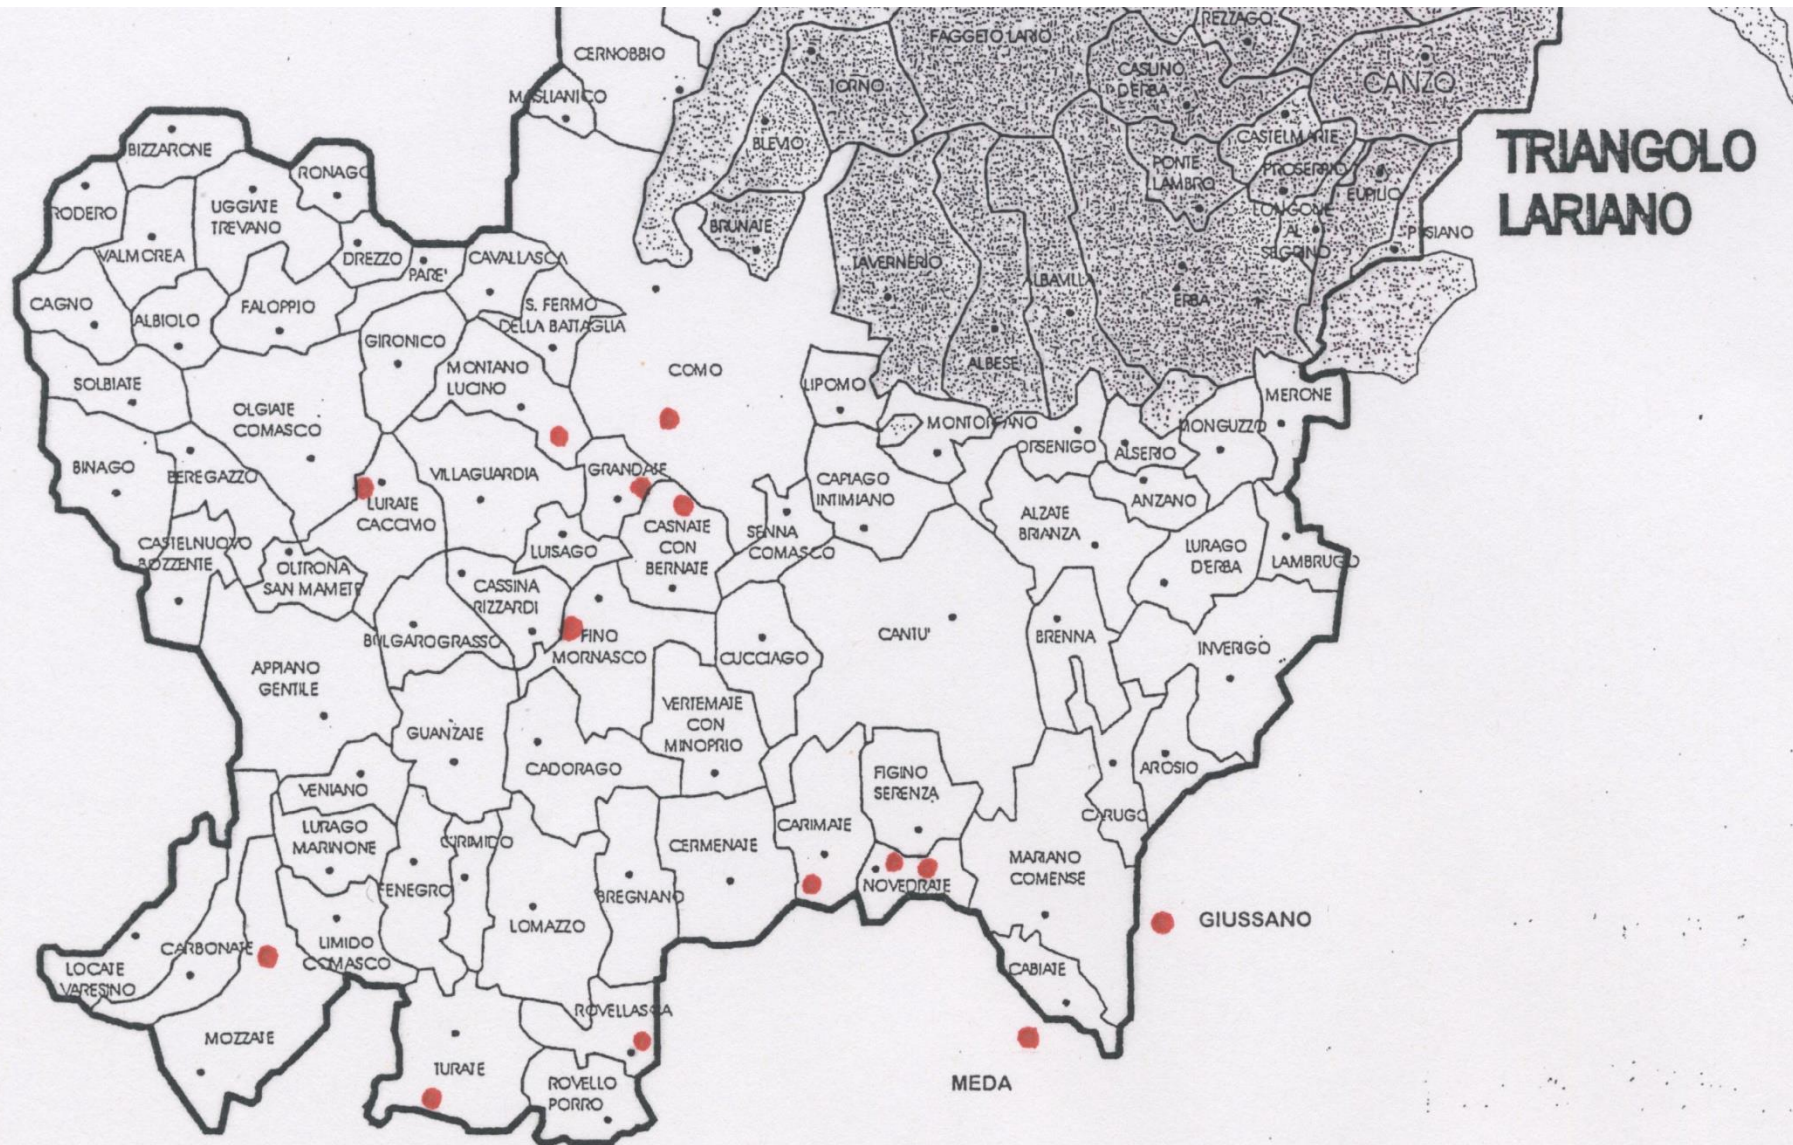 REZZAGO
FAGGETO LARIO
CERNOBBIO
CASLINO
D'ERBA
CANZO
TORNO
MASLIANICO
TRIANGOLO
LARIANO
CASTELMARTE
BLEVIO
BIZZARONE
PONTE
LAMBRO
PROSERPIO
RONAGO
EUPILIO
RODERO
UGGIATE
TREVANO
LONGONE
AL
SEGRINO
BRUNATE
PUSIANO
VALMOREA
DREZZO
PARE'
CAVALLASCA
TAVERNERIO
ALBAVILLA
ERBA
CAGNO
ALBIOLO
FALOPPIO
S. FERMO
DELLA BATTAGLIA
GIRONICO
ALBESE
MONTANO
LUCINO
COMO
SOLBIATE
LIPOMO
MERONE
OLGIATE
COMASCO
MONTORFANO
MONGUZZO
ORSENIGO
ALSERIO
BINAGO
BEREGAZZO
VILLAGUARDIA
GRANDATE
CAPIAGO
INTIMIANO
ANZANO
LURATE
CACCIVIO
CASNATE
CON
BERNATE
SENNA
COMASCO
ALZATE
BRIANZA
CASTELNUOVO
BOZZENTE
LUISAGO
LURAGO
D'ERBA
LAMBRUGO
OLTRONA
SAN MAMETE
CASSINA
RIZZARDI
BULGAROGRASSO
FINO
MORNASCO
CUCCIAGO
CANTU'
BRENNA
INVERIGO
APPIANO
GENTILE
VERTEMATE
CON
MINOPRIO
GUANZATE
CADORAGO
AROSIO
VENIANO
FIGINO
SERENZA
LURAGO
MARINONE
CIRIMIDO
CARIMATE
CARUGO
CERMENATE
MARIANO
COMENSE
FENEGRO
BREGNANO
NOVEDRATE
LOMAZZO
GIUSSANO
CARBONATE
LIMIDO
COMASCO
LOCATE
VARESINO
CABIATE
ROVELLASCA
MOZZATE
TURATE
ROVELLO
PORRO
MEDA